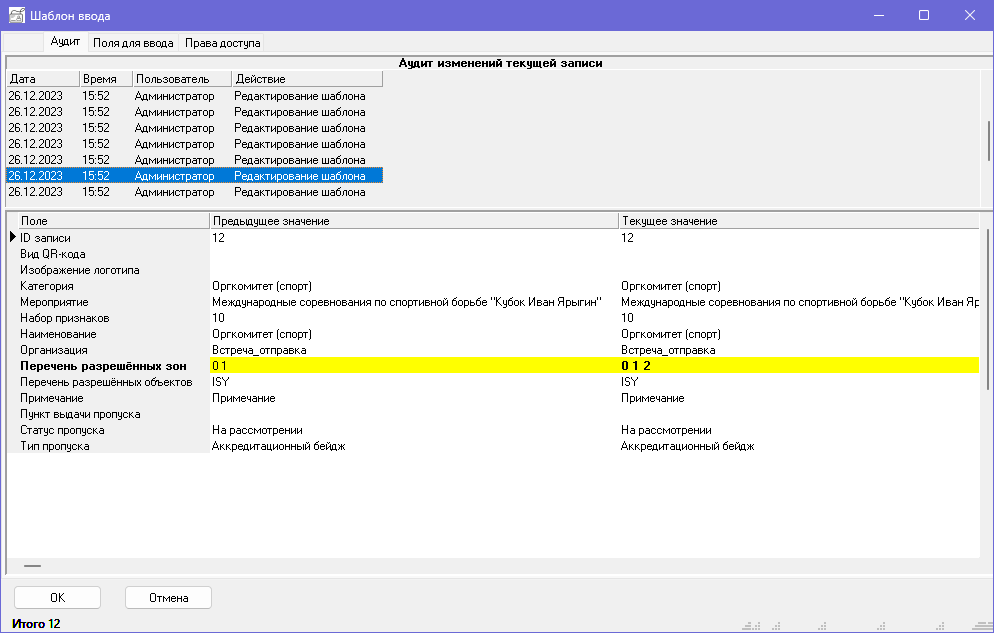 Шаблон ввода
Аудит Поля для ввода Права доступа
Аудит изменений текущей записи
Дата Время Пользователь Действие
26.12.2023 15:52 Администратор Редактирование шаблона
26.12.2023 15:52 Администратор Редактирование шаблона
26.12.2023 15:52 Администратор Редактирование шаблона
26.12.2023 15:52 Администратор Редактирование шаблона
26.12.2023 15:52 Администратор Редактирование шаблона
26.12.2023 15:52 Администратор Редактирование шаблона
26.12.2023 15:52 Администратор Редактирование шаблона
Поле Предыдущее значение Текущее значение
ID записи 12 12
Вид QR-кода
Изображение логотипа
Категория Оргкомитет (спорт) Оргкомитет (спорт)
Мероприятие Международные соревнования по спортивной борьбе "Кубок Иван Ярыгин" Международные соревнования по спортивной борьбе "Кубок Иван Яр
Набор признаков 10 10
Наименование Оргкомитет (спорт) Оргкомитет (спорт)
Организация Встреча_отправка Встреча_отправка
Перечень разрешённых зон 0 1 0 1 2
Перечень разрешённых объектов ISY ISY
Примечание Примечание Примечание
Пункт выдачи пропуска
Статус пропуска На рассмотрении На рассмотрении
Тип пропуска Аккредитационный бейдж Аккредитационный бейдж
OK Отмена
Итого 12